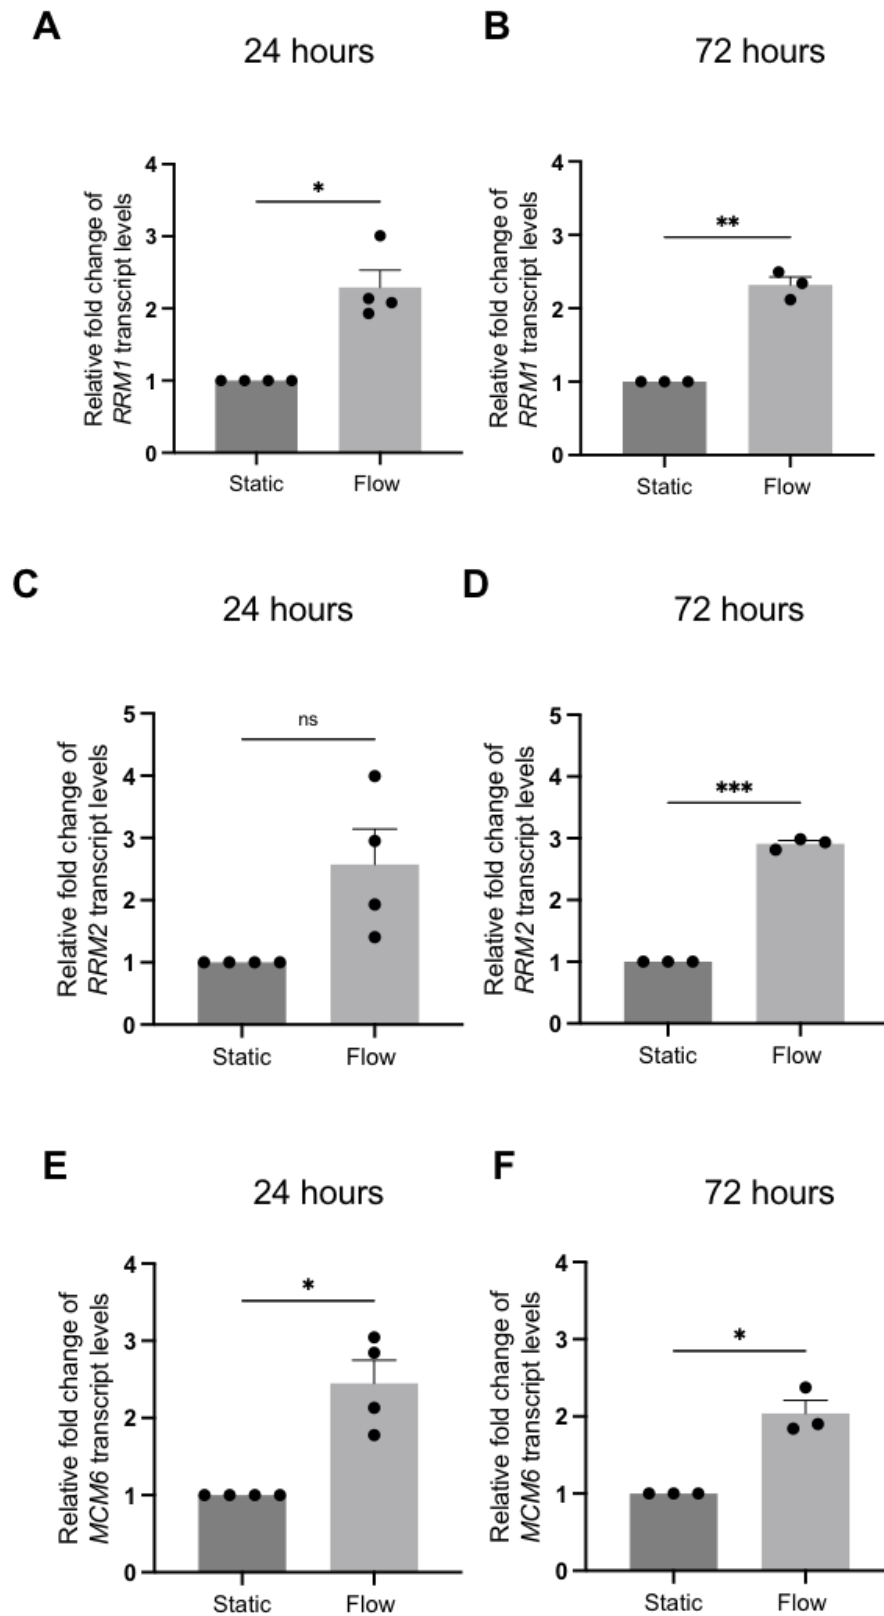 A
24 hours
Relative fold change of
RRM1 transcript levels
4
3
2
1
0
*
Static
Flow
B
72 hours
Relative fold change of
RRM1 transcript levels
4
3
2
1
0
**
Static
Flow
C
24 hours
Relative fold change of
RRM2 transcript levels
5
4
3
2
1
0
ns
Static
Flow
D
72 hours
Relative fold change of
RRM2 transcript levels
5
4
3
2
1
0
***
Static
Flow
E
24 hours
Relative fold change of
MCM6 transcript levels
4
3
2
1
0
*
Static
Flow
F
72 hours
Relative fold change of
MCM6 transcript levels
4
3
2
1
0
*
Static
Flow